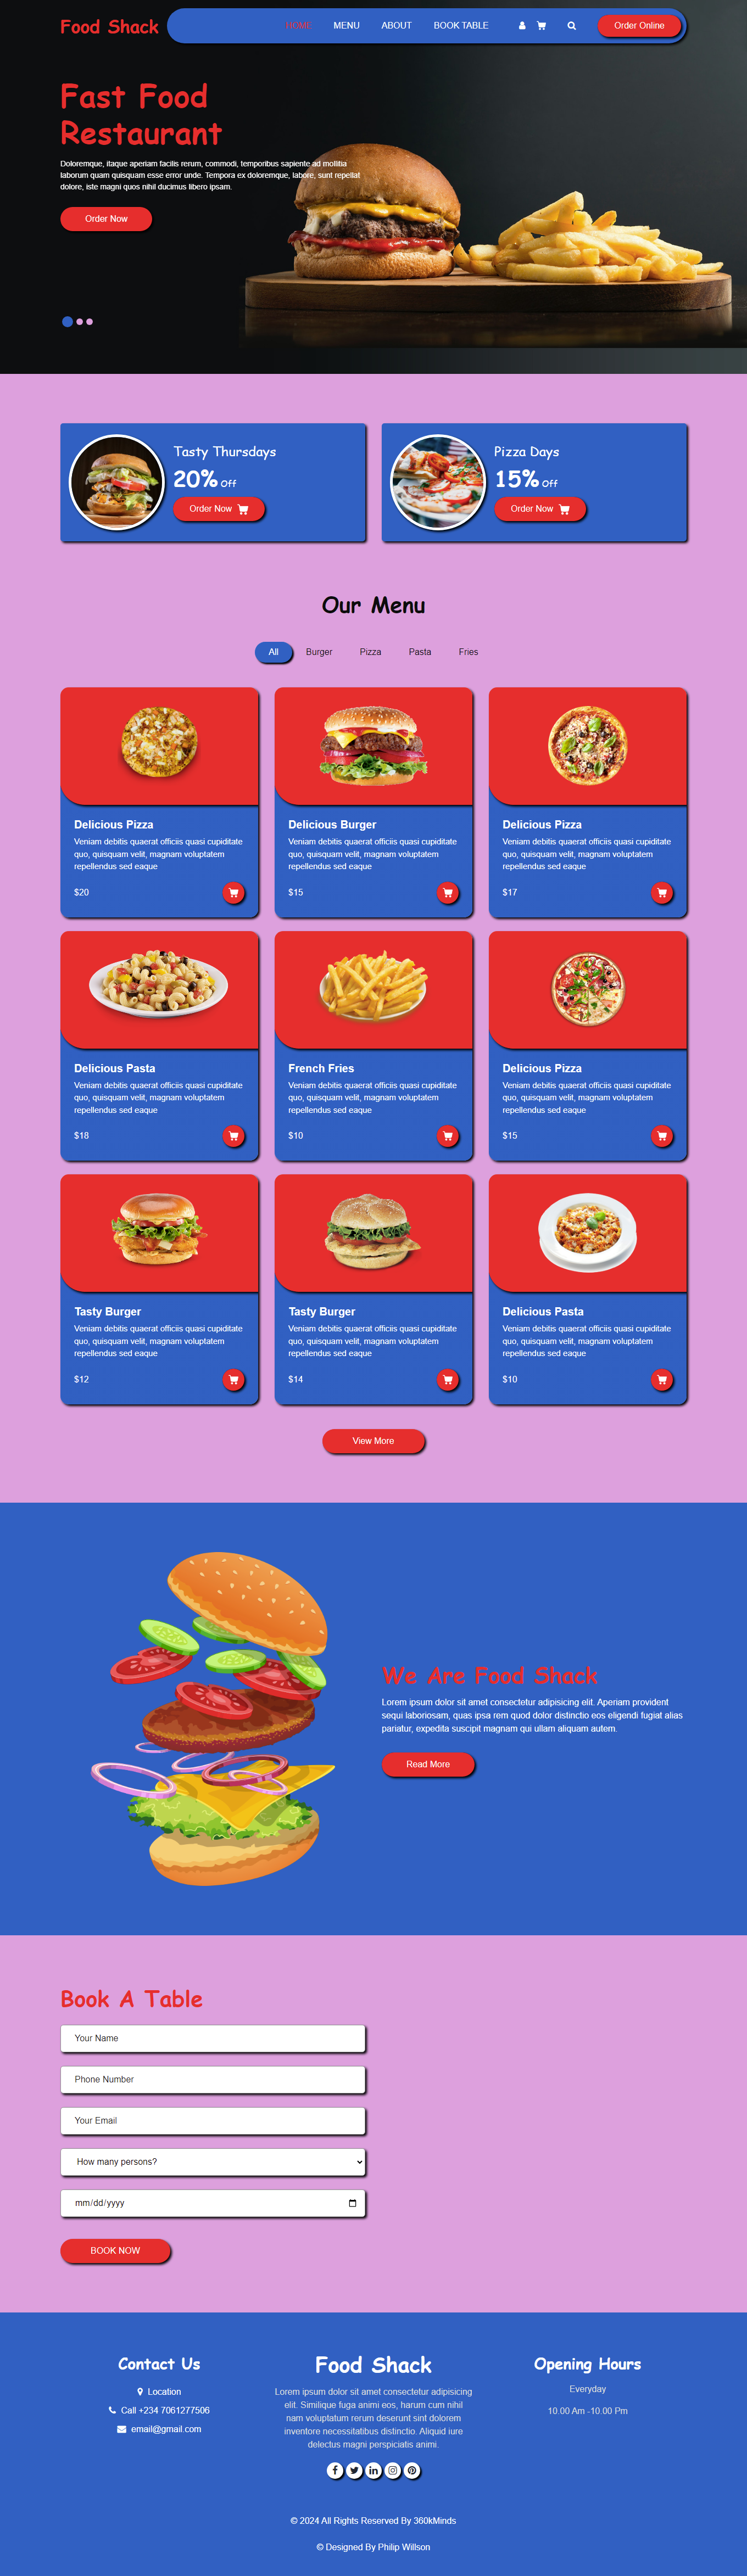 Food Shack
HOME MENU ABOUT BOOK TABLE Order Online
Fast Food
Restaurant
Doloremque, itaque aperiam facilis rerum, commodi, temporibus sapiente ad mollitia
laborum quam quisquam esse error unde. Tempora ex doloremque, labore, sunt repellat
dolore, iste magni quos nihil ducimus libero ipsam.
Order Now
Tasty Thursdays
20% Off
Order Now
Pizza Days
15% Off
Order Now
Our Menu
All Burger Pizza Pasta Fries
Delicious Pizza
Veniam debitis quaerat officiis quasi cupiditate
quo, quisquam velit, magnam voluptatem
repellendus sed eaque
$20
Delicious Burger
Veniam debitis quaerat officiis quasi cupiditate
quo, quisquam velit, magnam voluptatem
repellendus sed eaque
$15
Delicious Pizza
Veniam debitis quaerat officiis quasi cupiditate
quo, quisquam velit, magnam voluptatem
repellendus sed eaque
$17
Delicious Pasta
Veniam debitis quaerat officiis quasi cupiditate
quo, quisquam velit, magnam voluptatem
repellendus sed eaque
$18
French Fries
Veniam debitis quaerat officiis quasi cupiditate
quo, quisquam velit, magnam voluptatem
repellendus sed eaque
$10
Delicious Pizza
Veniam debitis quaerat officiis quasi cupiditate
quo, quisquam velit, magnam voluptatem
repellendus sed eaque
$15
Tasty Burger
Veniam debitis quaerat officiis quasi cupiditate
quo, quisquam velit, magnam voluptatem
repellendus sed eaque
$12
Tasty Burger
Veniam debitis quaerat officiis quasi cupiditate
quo, quisquam velit, magnam voluptatem
repellendus sed eaque
$14
Delicious Pasta
Veniam debitis quaerat officiis quasi cupiditate
quo, quisquam velit, magnam voluptatem
repellendus sed eaque
$10
View More
We Are Food Shack
Lorem ipsum dolor sit amet consectetur adipisicing elit. Aperiam provident
sequi laboriosam, quas ipsa rem quod dolor distinctio eos eligendi fugiat alias
pariatur, expedita suscipit magnam qui ullam aliquam autem.
Read More
Book A Table
Your Name
Phone Number
Your Email
How many persons?
mm/dd/yyyy
BOOK NOW
Contact Us
Location
Call +234 7061277506
email@gmail.com
Food Shack
Lorem ipsum dolor sit amet consectetur adipisicing
elit. Similique fuga animi eos, harum cum nihil
nam voluptatum rerum deserunt sint dolorem
inventore necessitatibus distinctio. Aliquid iure
delectus magni perspiciatis animi.
Opening Hours
Everyday
10.00 Am -10.00 Pm
© 2024 All Rights Reserved By 360kMinds
© Designed By Philip Willson